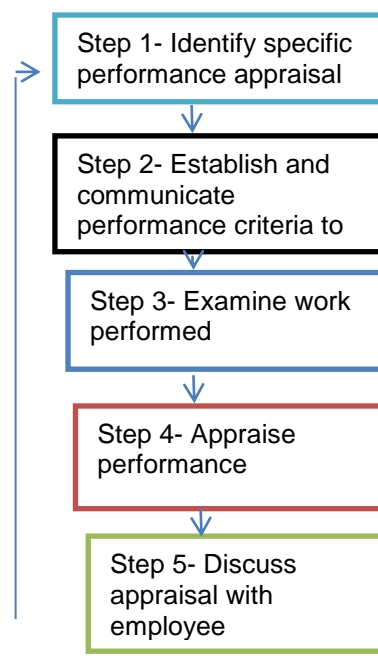 Step 1- Identify specific
performance appraisal
Step 2- Establish and
communicate
performance criteria to
Step 3- Examine work
performed
Step 4- Appraise
performance
Step 5- Discuss
appraisal with
employee